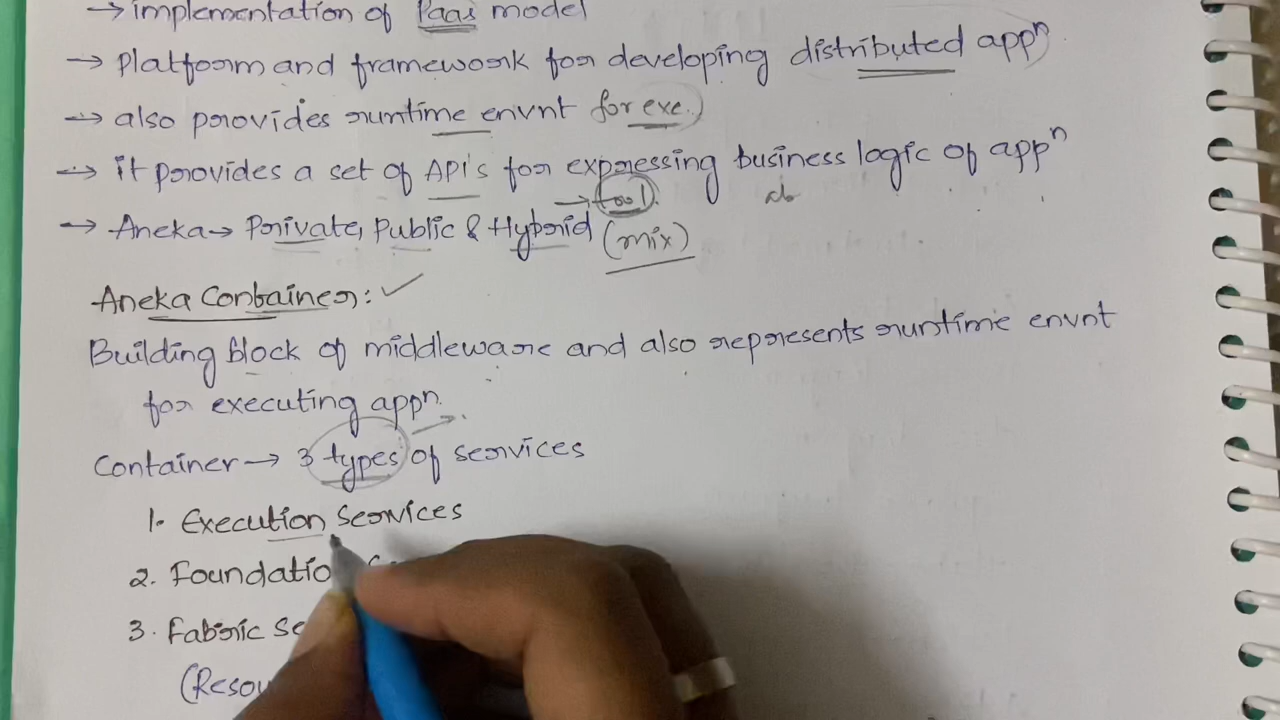 → implementation of Paas model
→ Platform and framework for developing distributed appⁿ
→ also provides runtime envnt for exe.)
→ it provides a set of API's for expressing business logic of appⁿ
→ tool. ab
→ Aneka → Private, Public & Hybrid (mix)
Aneka Container: ✓
Building block of middleware and also represents runtime envnt
for executing appⁿ.
Container → 3 types of services
1. Execution Services
2. Foundatio
3. Fabric Se
(Resou